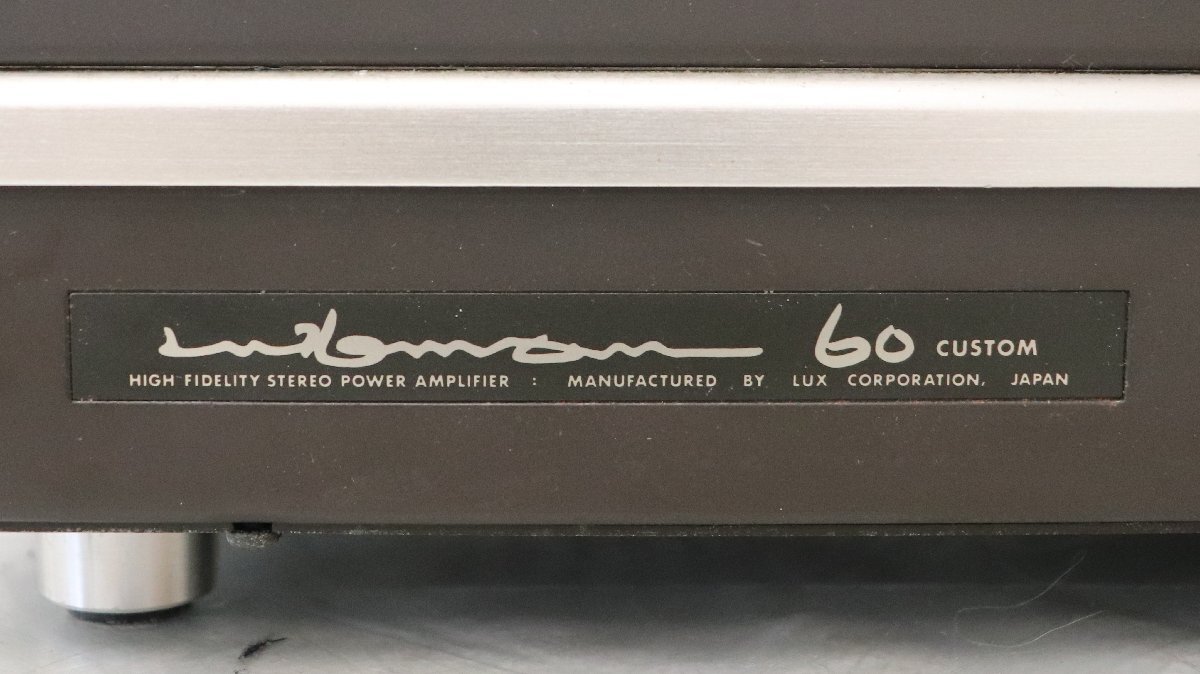 luxman 60 CUSTOM
HIGH FIDELITY STEREO POWER AMPLIFIER : MANUFACTURED BY LUX CORPORATION, JAPAN